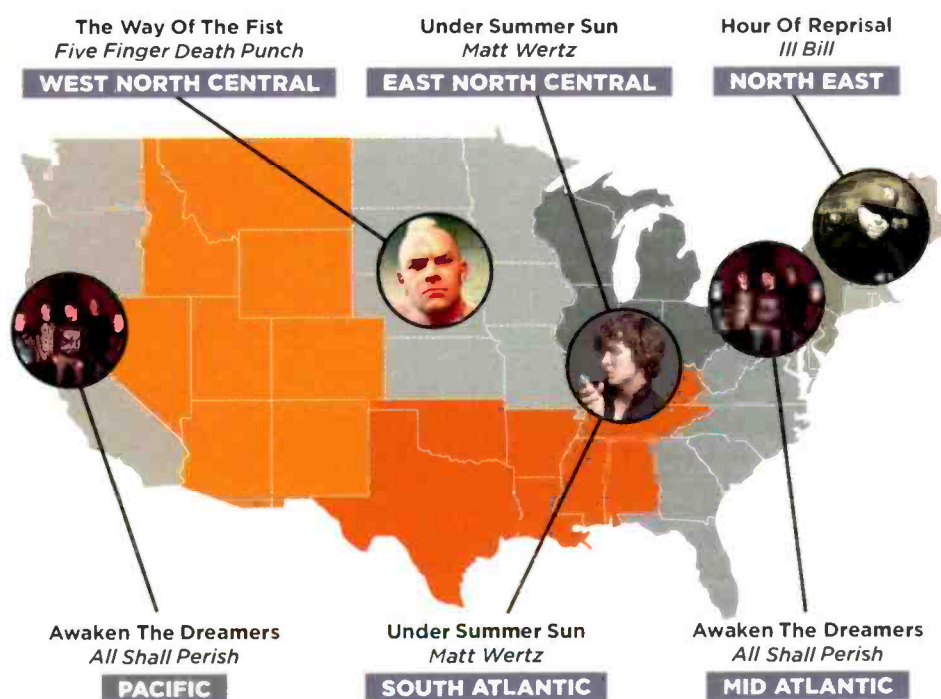 The Way Of The Fist
Five Finger Death Punch
WEST NORTH CENTRAL
Under Summer Sun
Matt Wertz
EAST NORTH CENTRAL
Hour Of Reprisal
Ill Bill
NORTH EAST
Awaken The Dreamers
All Shall Perish
PACIFIC
Under Summer Sun
Matt Wertz
SOUTH ATLANTIC
Awaken The Dreamers
All Shall Perish
MID ATLANTIC